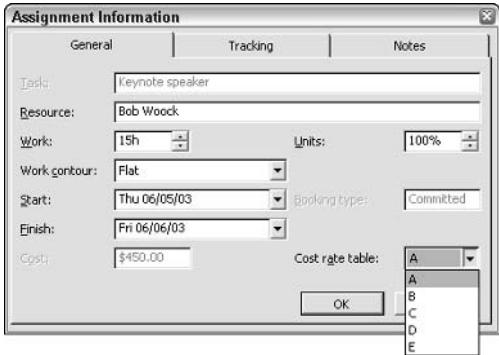 Assignment Information
General Tracking Notes
Task: Keynote speaker
Resource: Bob Woock
Work: 15h Units: 100%
Work contour: Flat
Start: Thu 06/05/03 Booking type: Committed
Finish: Fri 06/06/03
Cost: $450.00 Cost rate table: A
A
B
C
D
E
OK